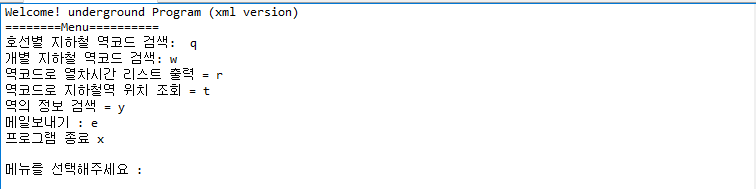 Welcome! underground Program (xml version)
========Menu==========
호선별 지하철 역코드 검색:  q
개별 지하철 역코드 검색: w
역코드로 열차시간 리스트 출력 = r
역코드로 지하철역 위치 조회 = t
역의 정보 검색 = y
메일보내기 : e
프로그램 종료 x
메뉴를 선택해주세요 :